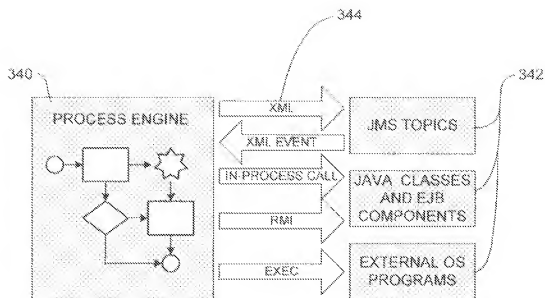 344
340
342
PROCESS ENGINE
XML
JMS TOPICS
XML EVENT
IN-PROCESS CALL
JAVA CLASSES
AND EJB
COMPONENTS
RMI
EXEC
EXTERNAL OS
PROGRAMS